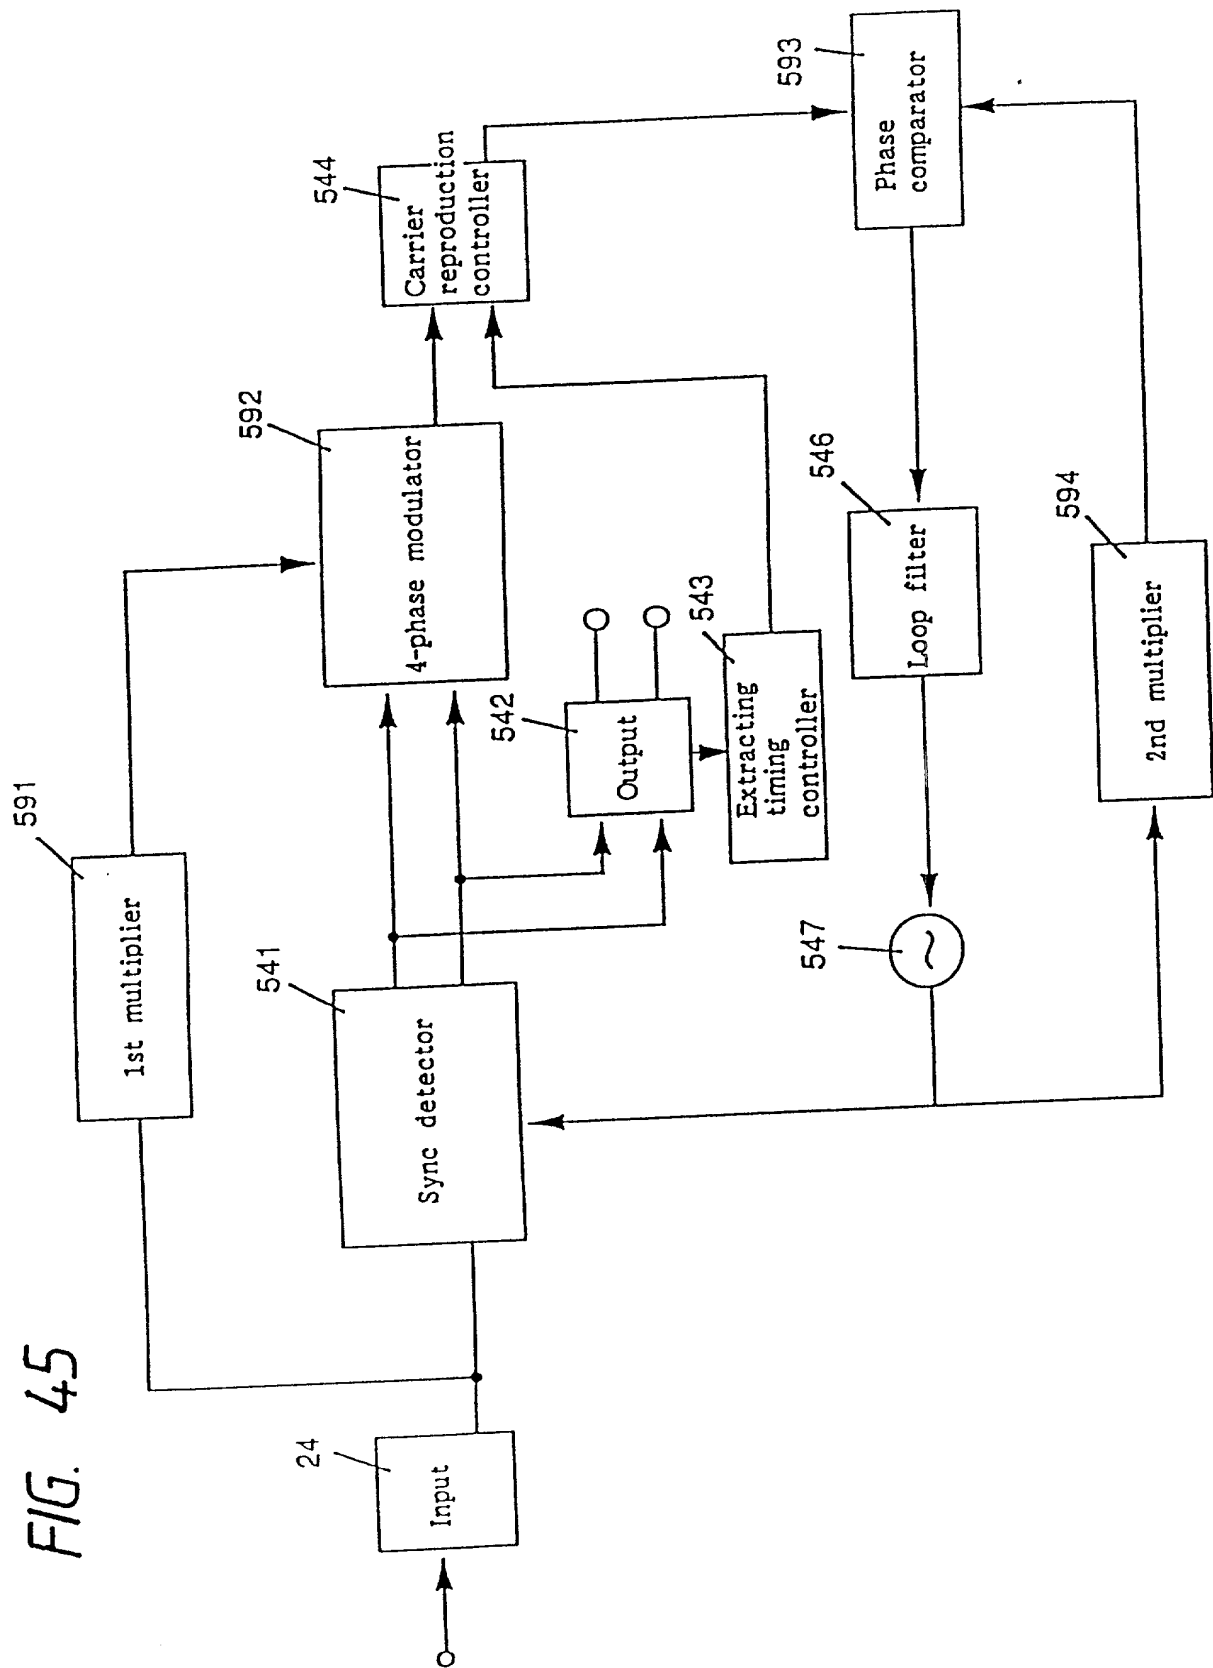 FIG. 45
591
1st multiplier
24
Input
541
Sync detector
592
4-phase modulator
544
Carrier
reproduction
controller
542
Output
543
Extracting
timing
controller
593
Phase
comparator
546
Loop filter
547
~
594
2nd multiplier